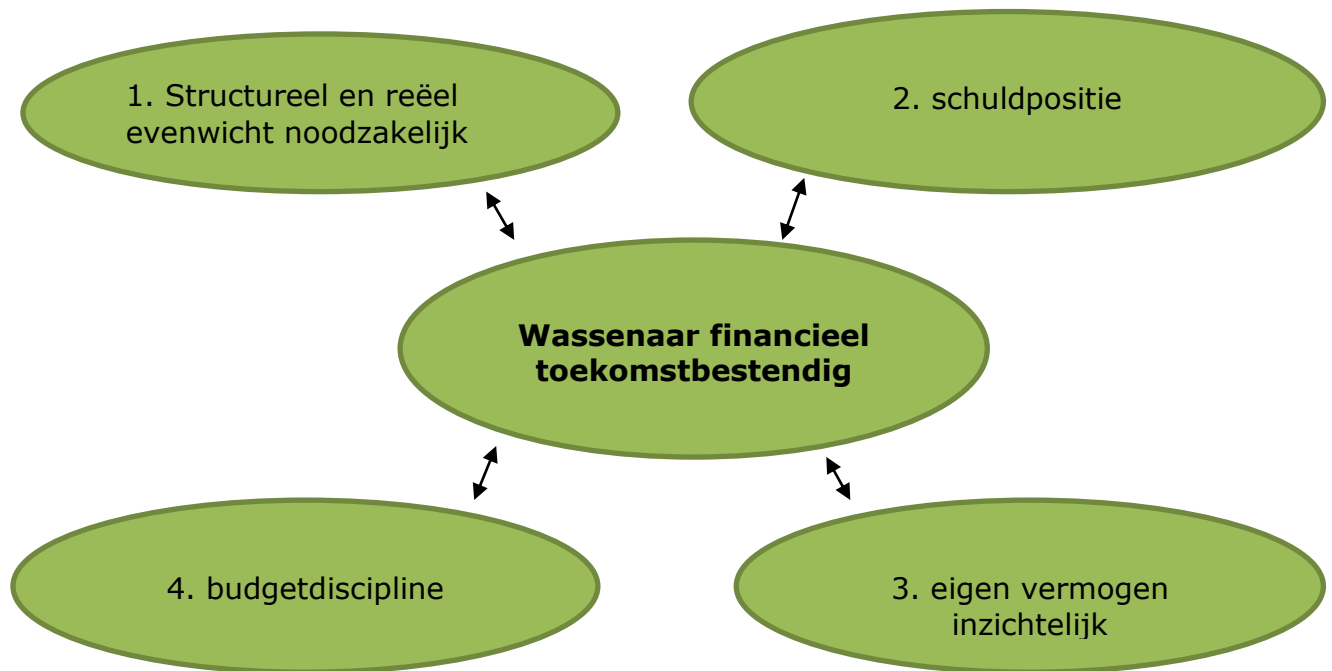 1. Structureel en reëel
evenwicht noodzakelijk
2. schuldpositie
Wassenaar financieel
toekomstbestendig
4. budgetdiscipline
3. eigen vermogen
inzichtelijk